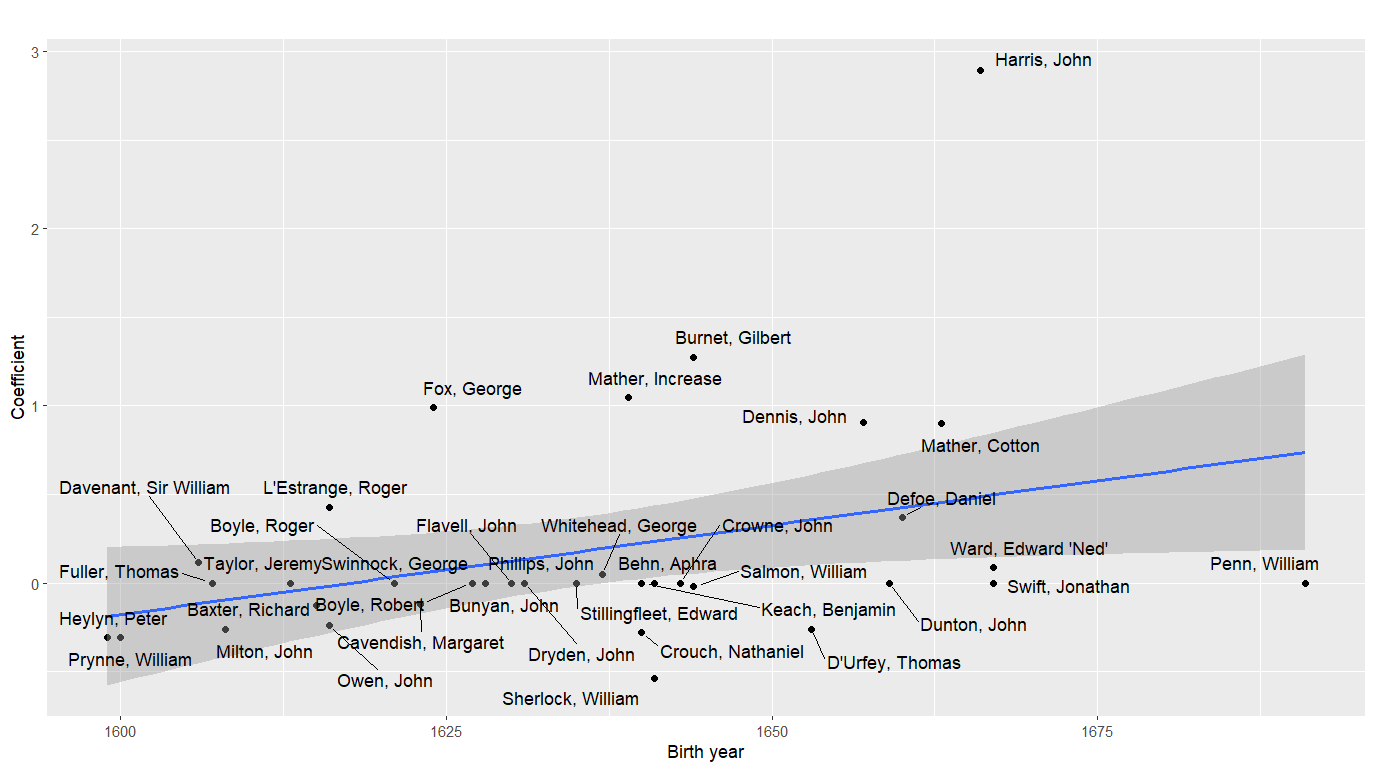 3
Harris, John
2
Burnet, Gilbert
Mather, Increase
Fox, George
1
Dennis, John
Mather, Cotton
Coefficient
Davenant, Sir William
L'Estrange, Roger
Defoe, Daniel
Boyle, Roger
Flavell, John
Whitehead, George
Crowne, John
Ward, Edward 'Ned'
Fuller, Thomas
Taylor, Jeremy
Swinnock, George
Phillips, John
Behn, Aphra
Salmon, William
Penn, William
0
Swift, Jonathan
Heylyn, Peter
Baxter, Richard
Boyle, Robert
Bunyan, John
Stillingfleet, Edward
Keach, Benjamin
Dunton, John
Prynne, William
Milton, John
Cavendish, Margaret
Dryden, John
Crouch, Nathaniel
D'Urfey, Thomas
Owen, John
Sherlock, William
1600
1625
1650
1675
Birth year